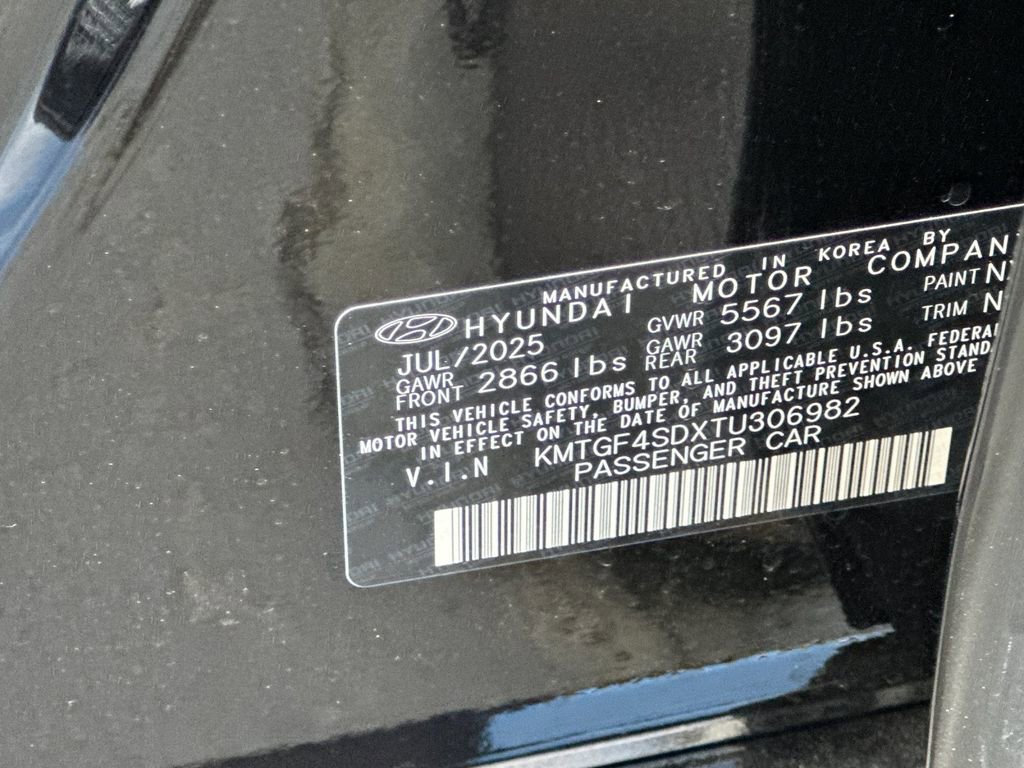 MANUFACTURED IN KOREA BY
HYUNDAI MOTOR COMPAN
JUL/2025 GVWR 5567 lbs PAINT
GAWR FRONT 2866 lbs GAWR REAR 3097 lbs TRIM
THIS VEHICLE CONFORMS TO ALL APPLICABLE U.S.A. FEDERA
MOTOR VEHICLE SAFETY, BUMPER, AND THEFT PREVENTION STAND
IN EFFECT ON THE DATE OF MANUFACTURE SHOWN ABOVE
V.I.N KMTGF4SDXTU306982
PASSENGER CAR